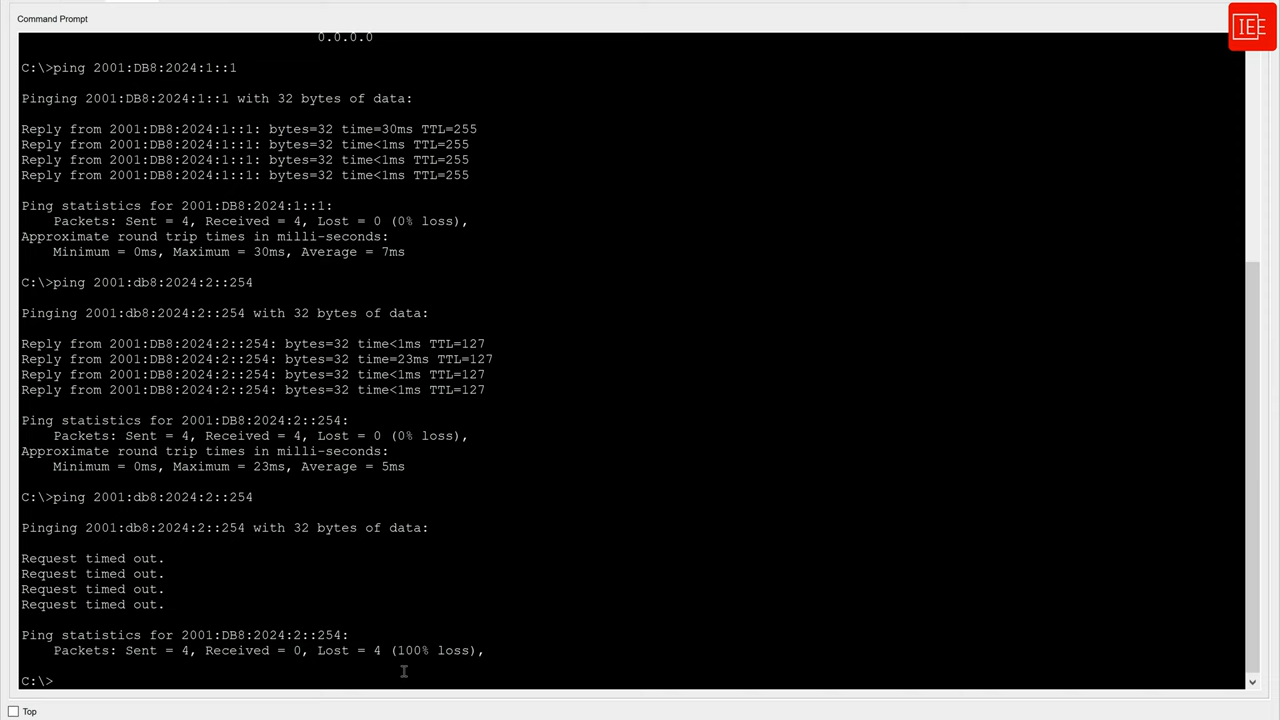 Command Prompt
IEE
0.0.0.0
C:\>ping 2001:DB8:2024:1::1
Pinging 2001:DB8:2024:1::1 with 32 bytes of data:
Reply from 2001:DB8:2024:1::1: bytes=32 time=30ms TTL=255
Reply from 2001:DB8:2024:1::1: bytes=32 time<1ms TTL=255
Reply from 2001:DB8:2024:1::1: bytes=32 time<1ms TTL=255
Reply from 2001:DB8:2024:1::1: bytes=32 time<1ms TTL=255
Ping statistics for 2001:DB8:2024:1::1:
Packets: Sent = 4, Received = 4, Lost = 0 (0% loss),
Approximate round trip times in milli-seconds:
Minimum = 0ms, Maximum = 30ms, Average = 7ms
C:\>ping 2001:db8:2024:2::254
Pinging 2001:db8:2024:2::254 with 32 bytes of data:
Reply from 2001:DB8:2024:2::254: bytes=32 time<1ms TTL=127
Reply from 2001:DB8:2024:2::254: bytes=32 time=23ms TTL=127
Reply from 2001:DB8:2024:2::254: bytes=32 time<1ms TTL=127
Reply from 2001:DB8:2024:2::254: bytes=32 time<1ms TTL=127
Ping statistics for 2001:DB8:2024:2::254:
Packets: Sent = 4, Received = 4, Lost = 0 (0% loss),
Approximate round trip times in milli-seconds:
Minimum = 0ms, Maximum = 23ms, Average = 5ms
C:\>ping 2001:db8:2024:2::254
Pinging 2001:db8:2024:2::254 with 32 bytes of data:
Request timed out.
Request timed out.
Request timed out.
Request timed out.
Ping statistics for 2001:DB8:2024:2::254:
Packets: Sent = 4, Received = 0, Lost = 4 (100% loss),
C:\>
Top